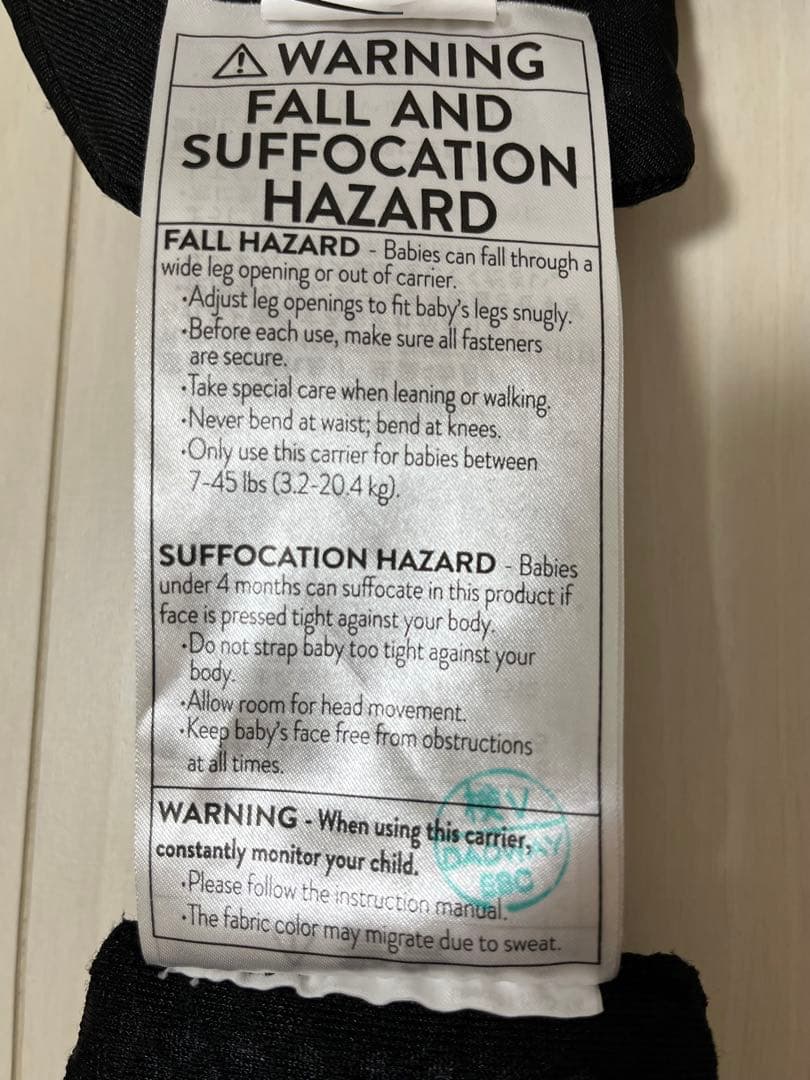 ⚠ WARNING
FALL AND
SUFFOCATION
HAZARD
FALL HAZARD - Babies can fall through a
wide leg opening or out of carrier.
•Adjust leg openings to fit baby's legs snugly.
•Before each use, make sure all fasteners
are secure.
•Take special care when leaning or walking.
•Never bend at waist; bend at knees.
•Only use this carrier for babies between
7-45 lbs (3.2-20.4 kg).
SUFFOCATION HAZARD - Babies
under 4 months can suffocate in this product if
face is pressed tight against your body.
•Do not strap baby too tight against your
body.
•Allow room for head movement.
•Keep baby's face free from obstructions
at all times.
検V
WARNING - When using this carrier,
DADWAY
constantly monitor your child.
•Please follow the instruction manual.
•The fabric color may migrate due to sweat.